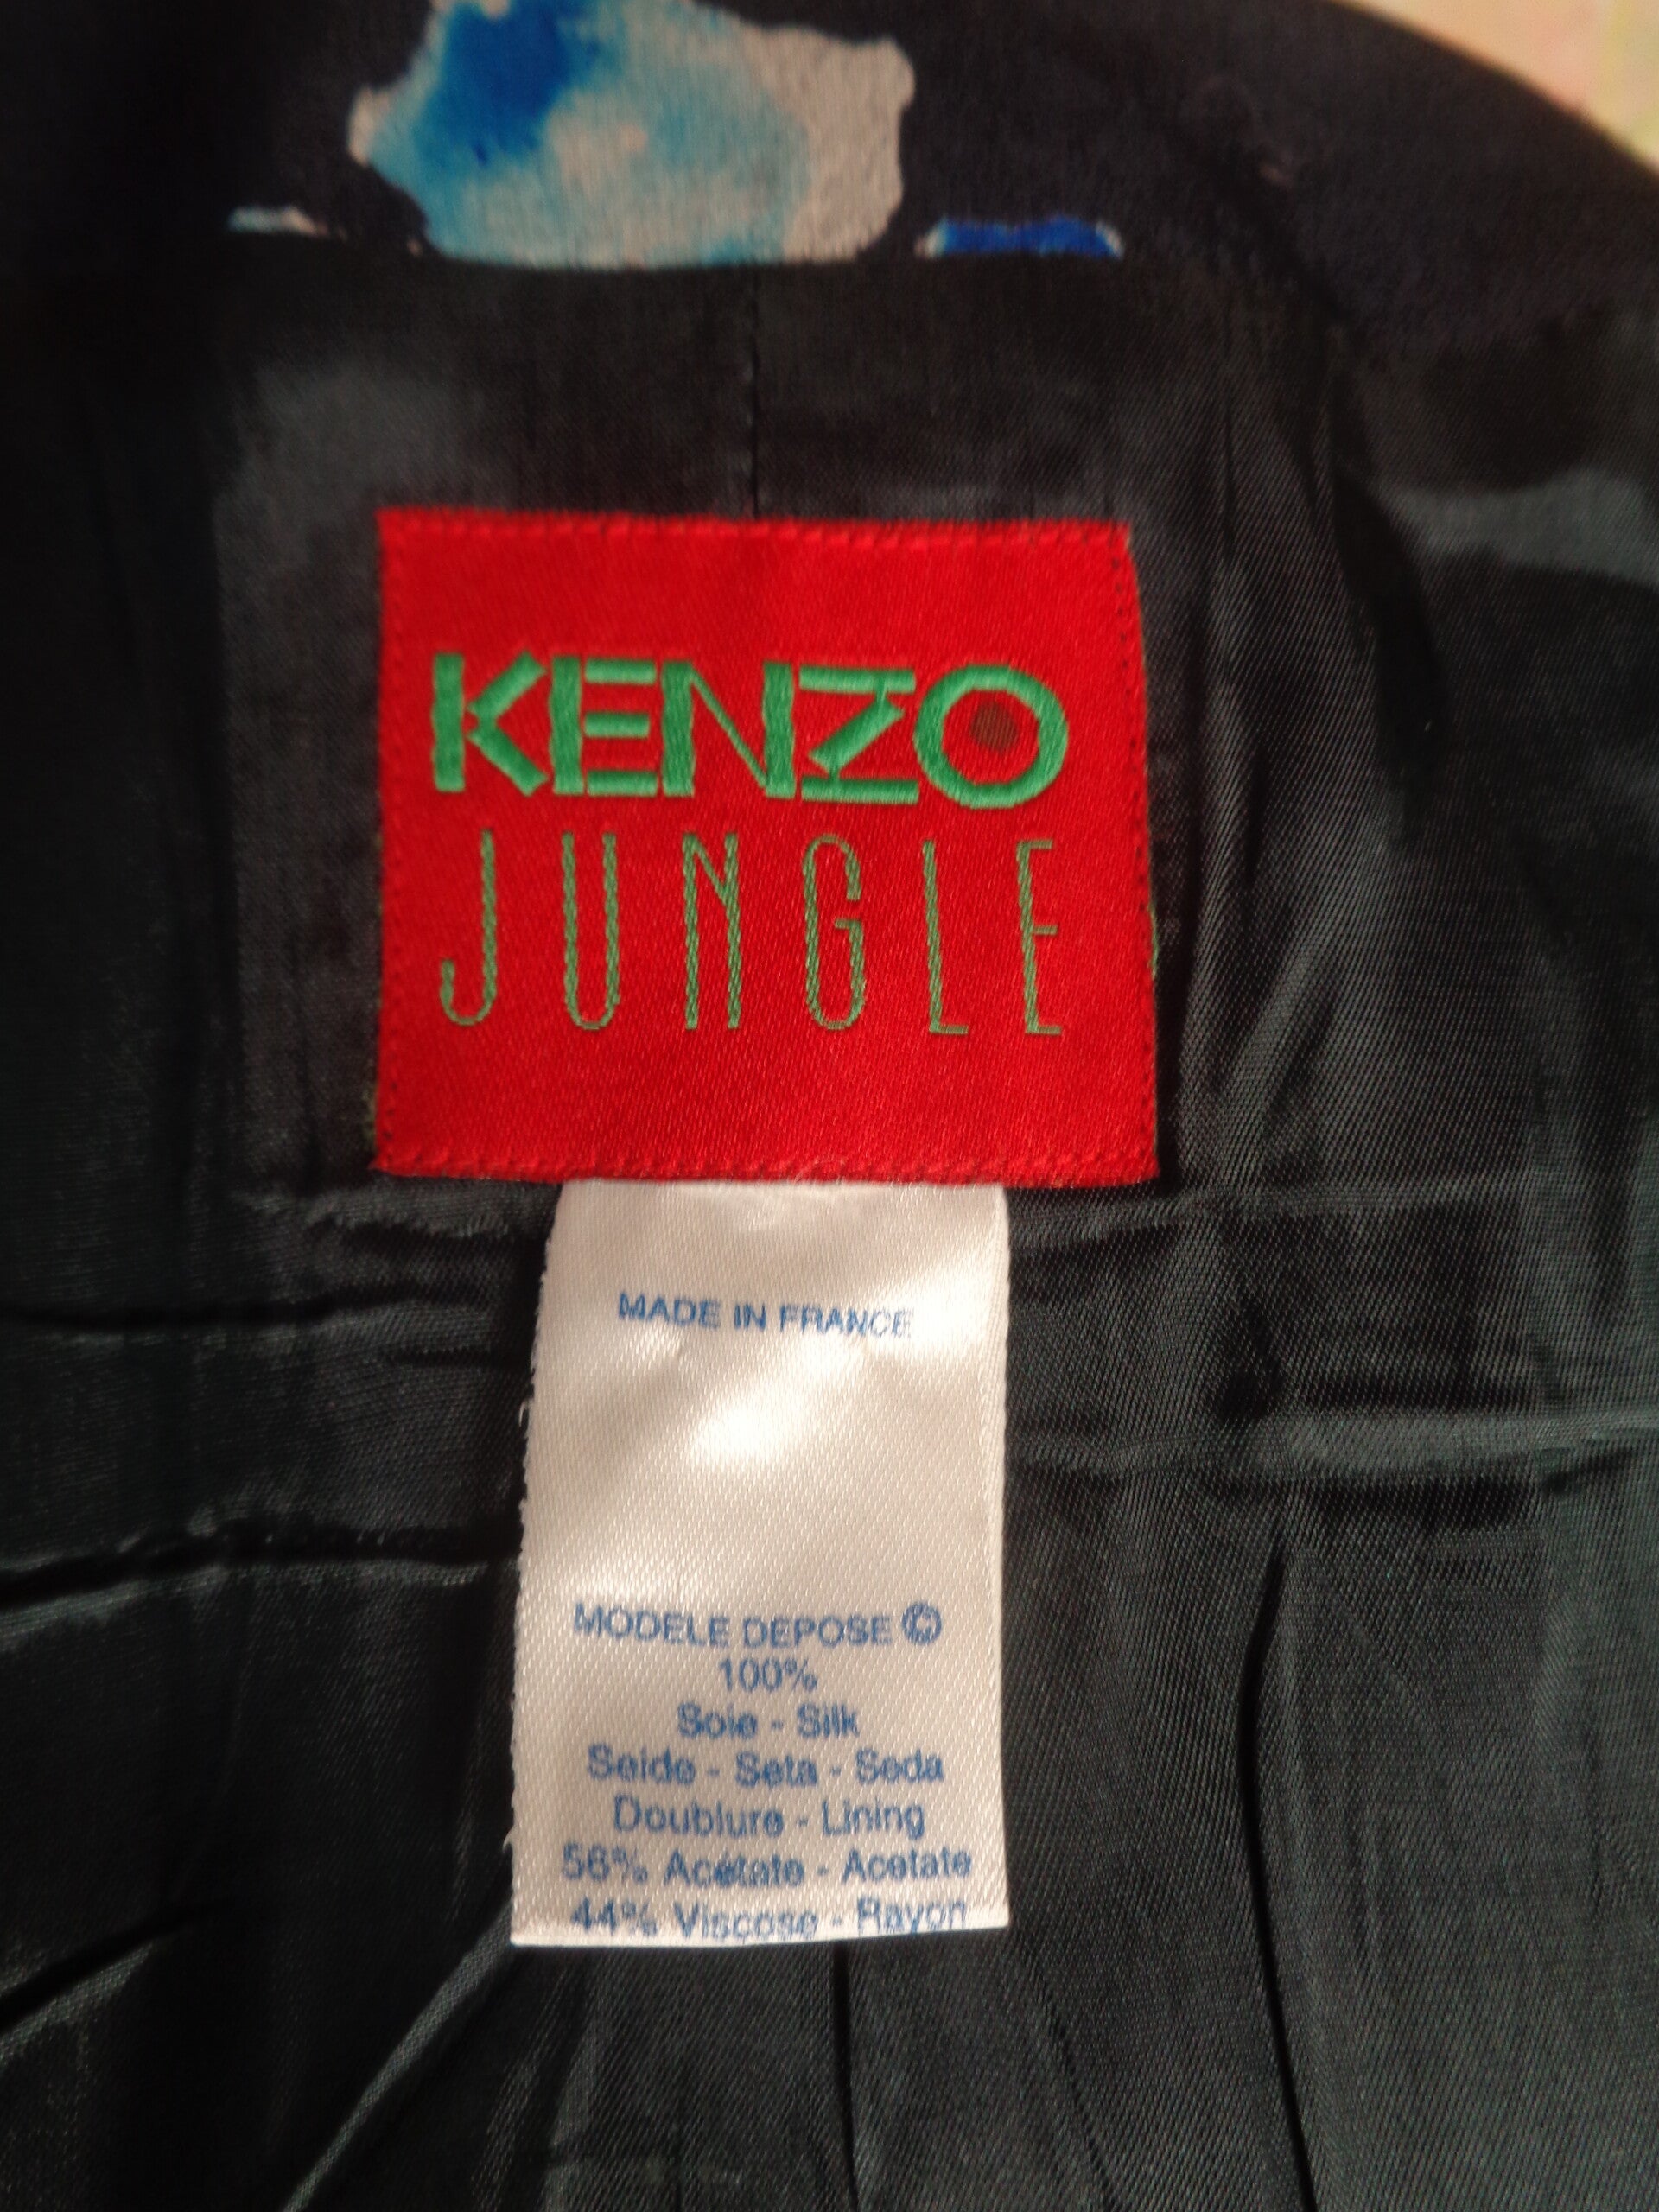 KENZO
JUNGLE
MADE IN FRANCE
MODELE DEPOSE ©
100%
Soie - Silk
Seide - Seta - Seda
Doublure - Lining
56% Acétate - Acetate
44% Viscose - Rayon